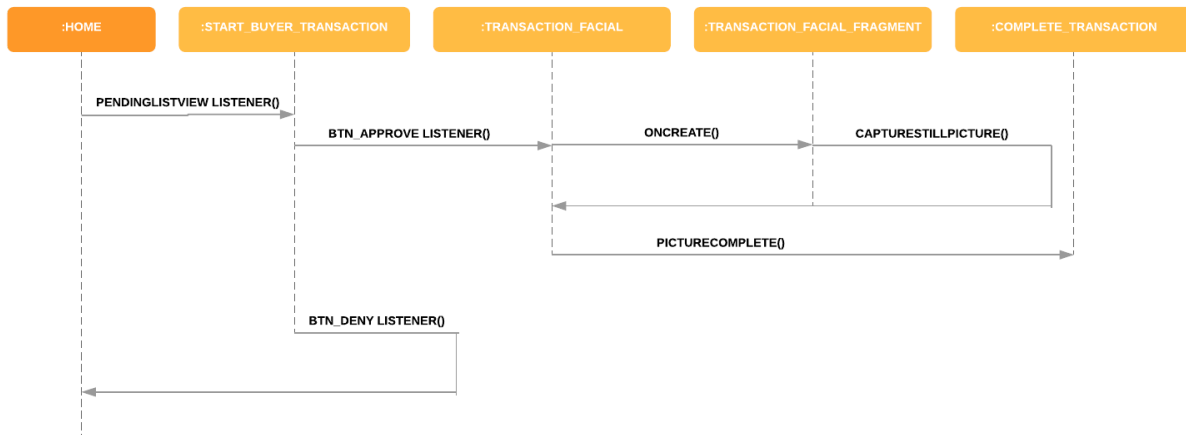 :HOME
:START_BUYER_TRANSACTION
:TRANSACTION_FACIAL
:TRANSACTION_FACIAL_FRAGMENT
:COMPLETE_TRANSACTION
PENDINGLISTVIEW LISTENER()
BTN_APPROVE LISTENER()
ONCREATE()
CAPTURESTILLPICTURE()
PICTURECOMPLETE()
BTN_DENY LISTENER()